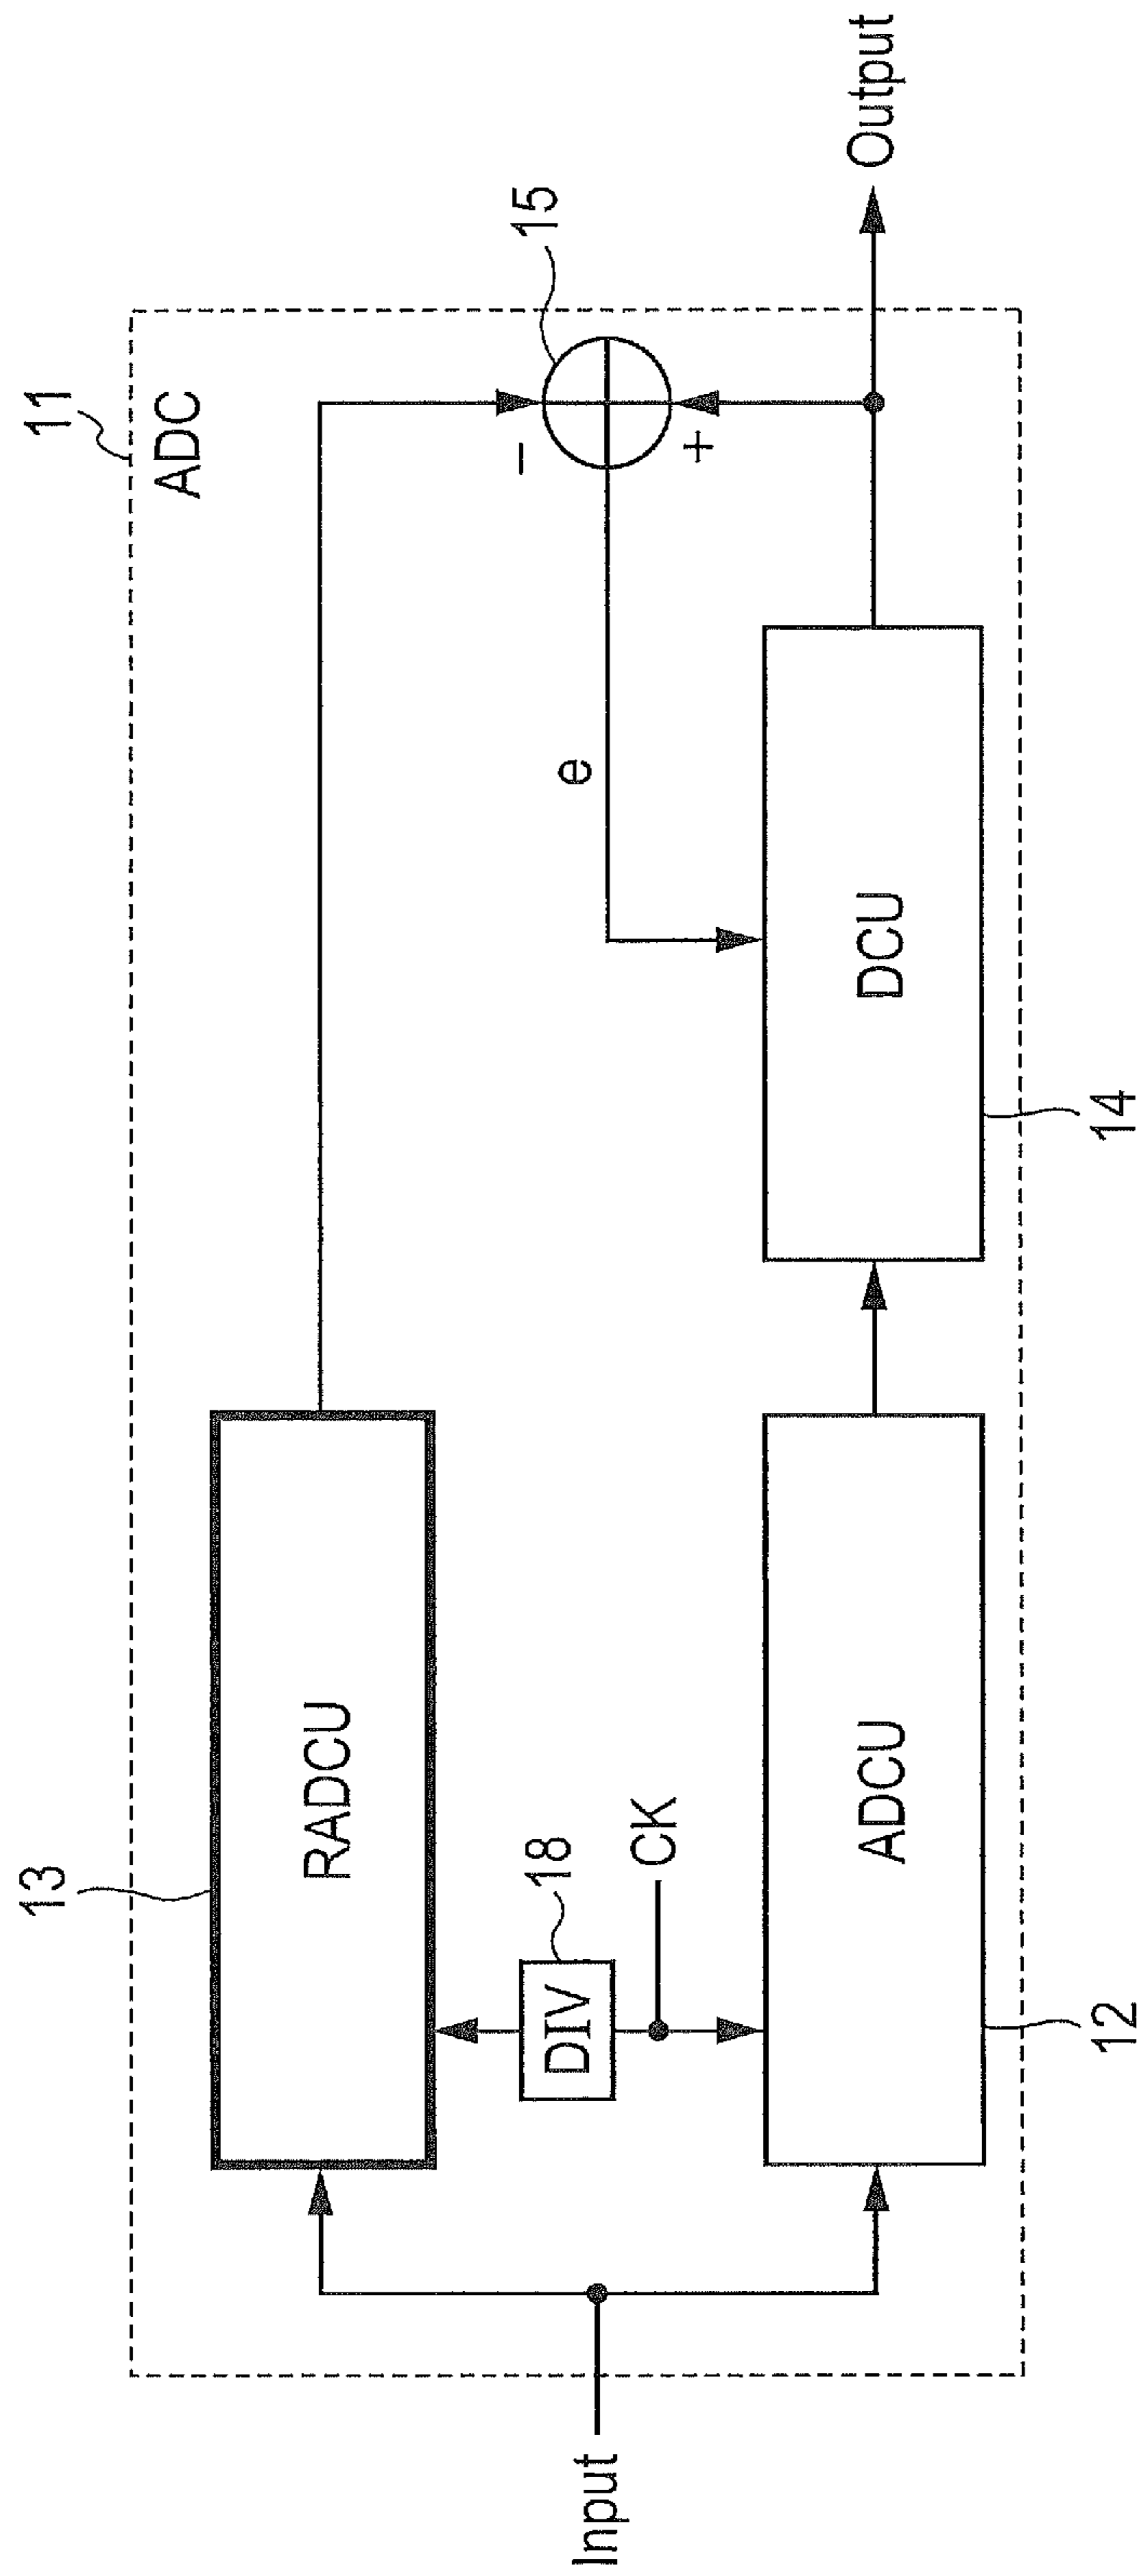 11
ADC
13
RADCU
15
−
+
e
18
DIV
CK
Input
ADCU
DCU
Output
12
14